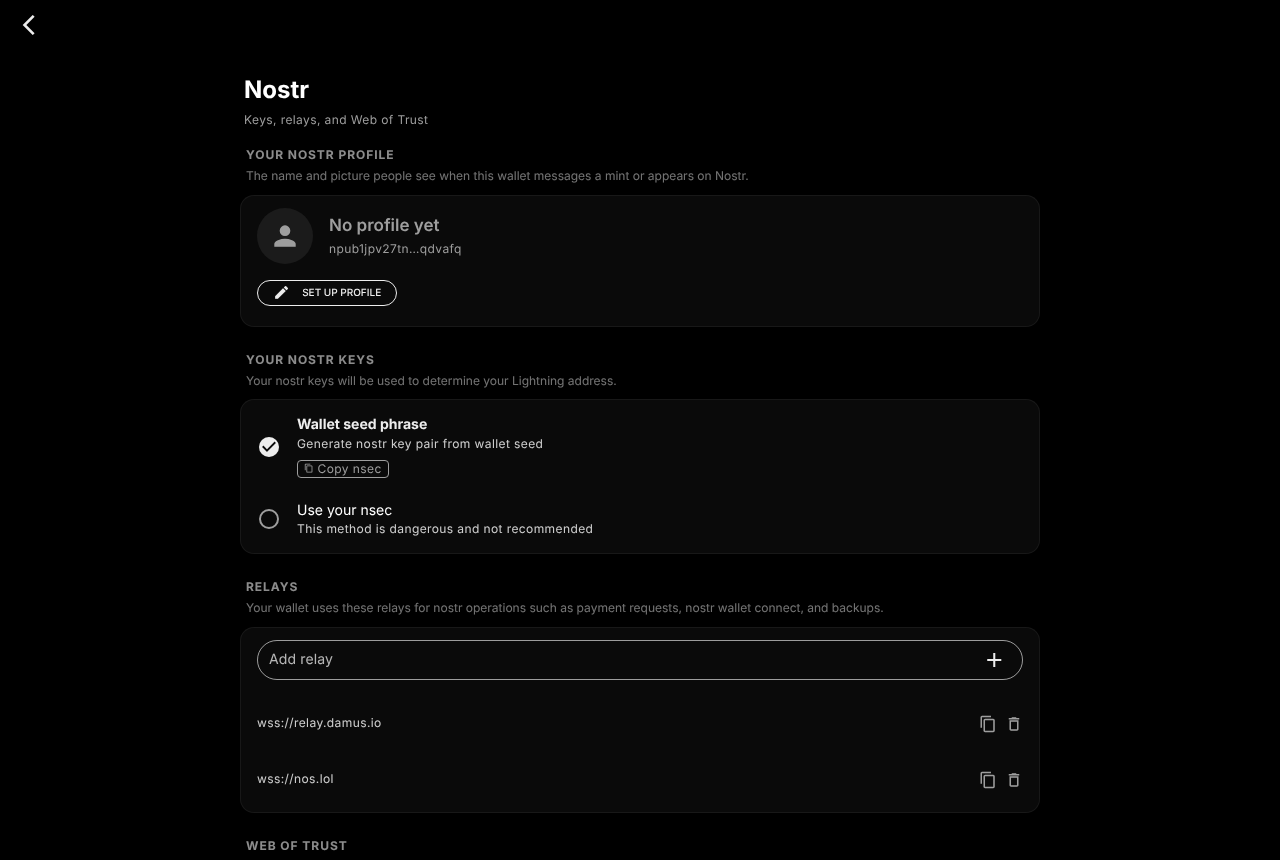 Nostr
Keys, relays, and Web of Trust
YOUR NOSTR PROFILE
The name and picture people see when this wallet messages a mint or appears on Nostr.
No profile yet
npub1jpv27tn...qdvafq
SET UP PROFILE
YOUR NOSTR KEYS
Your nostr keys will be used to determine your Lightning address.
Wallet seed phrase
Generate nostr key pair from wallet seed
Copy nsec
Use your nsec
This method is dangerous and not recommended
RELAYS
Your wallet uses these relays for nostr operations such as payment requests, nostr wallet connect, and backups.
Add relay
wss://relay.damus.io
wss://nos.lol
WEB OF TRUST